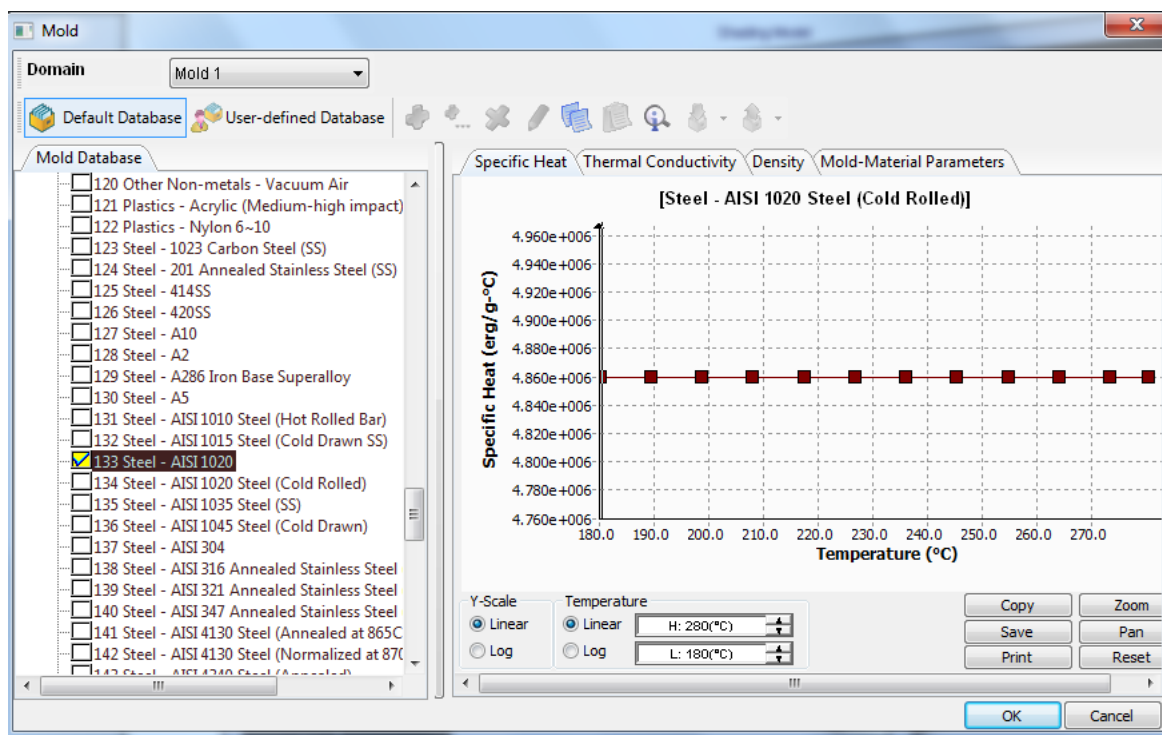 Mold
Domain
Mold 1
Default Database
User-defined Database
Mold Database
120 Other Non-metals - Vacuum Air
121 Plastics - Acrylic (Medium-high impact)
122 Plastics - Nylon 6~10
123 Steel - 1023 Carbon Steel (SS)
124 Steel - 201 Annealed Stainless Steel (SS)
125 Steel - 414SS
126 Steel - 420SS
127 Steel - A10
128 Steel - A2
129 Steel - A286 Iron Base Superalloy
130 Steel - A5
131 Steel - AISI 1010 Steel (Hot Rolled Bar)
132 Steel - AISI 1015 Steel (Cold Drawn SS)
133 Steel - AISI 1020
134 Steel - AISI 1020 Steel (Cold Rolled)
135 Steel - AISI 1035 Steel (SS)
136 Steel - AISI 1045 Steel (Cold Drawn)
137 Steel - AISI 304
138 Steel - AISI 316 Annealed Stainless Steel
139 Steel - AISI 321 Annealed Stainless Steel
140 Steel - AISI 347 Annealed Stainless Steel
141 Steel - AISI 4130 Steel (Annealed at 865C
142 Steel - AISI 4130 Steel (Normalized at 870
Specific Heat Thermal Conductivity Density Mold-Material Parameters
[Steel - AISI 1020 Steel (Cold Rolled)]
Specific Heat (erg/g-°C)
4.960e+006
4.940e+006
4.920e+006
4.900e+006
4.880e+006
4.860e+006
4.840e+006
4.820e+006
4.800e+006
4.780e+006
4.760e+006
180.0 190.0 200.0 210.0 220.0 230.0 240.0 250.0 260.0 270.0
Temperature (°C)
Y-Scale
Linear
Log
Temperature
Linear
H: 280(°C)
Log
L: 180(°C)
Copy
Zoom
Save
Pan
Print
Reset
OK
Cancel